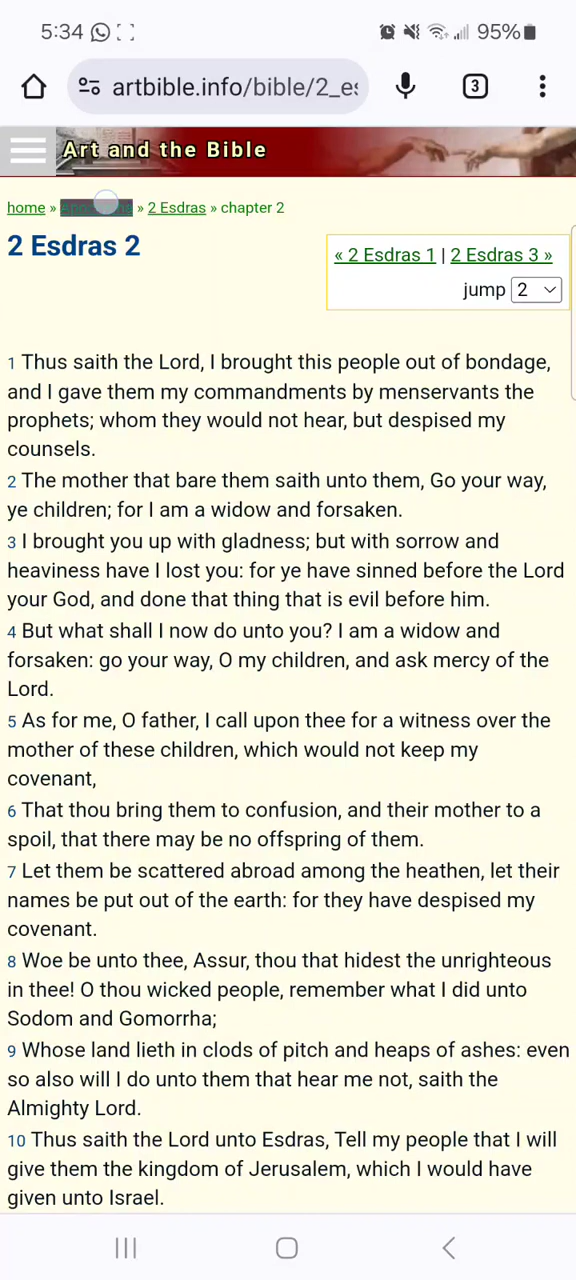 5:34 95%
artbible.info/bible/2_es 3
Art and the Bible
home » » 2 Esdras » chapter 2
2 Esdras 2
« 2 Esdras 1 | 2 Esdras 3 »
jump 2
1 Thus saith the Lord, I brought this people out of bondage,
and I gave them my commandments by menservants the
prophets; whom they would not hear, but despised my
counsels.
2 The mother that bare them saith unto them, Go your way,
ye children; for I am a widow and forsaken.
3 I brought you up with gladness; but with sorrow and
heaviness have I lost you: for ye have sinned before the Lord
your God, and done that thing that is evil before him.
4 But what shall I now do unto you? I am a widow and
forsaken: go your way, O my children, and ask mercy of the
Lord.
5 As for me, O father, I call upon thee for a witness over the
mother of these children, which would not keep my
covenant,
6 That thou bring them to confusion, and their mother to a
spoil, that there may be no offspring of them.
7 Let them be scattered abroad among the heathen, let their
names be put out of the earth: for they have despised my
covenant.
8 Woe be unto thee, Assur, thou that hidest the unrighteous
in thee! O thou wicked people, remember what I did unto
Sodom and Gomorrha;
9 Whose land lieth in clods of pitch and heaps of ashes: even
so also will I do unto them that hear me not, saith the
Almighty Lord.
10 Thus saith the Lord unto Esdras, Tell my people that I will
give them the kingdom of Jerusalem, which I would have
given unto Israel.